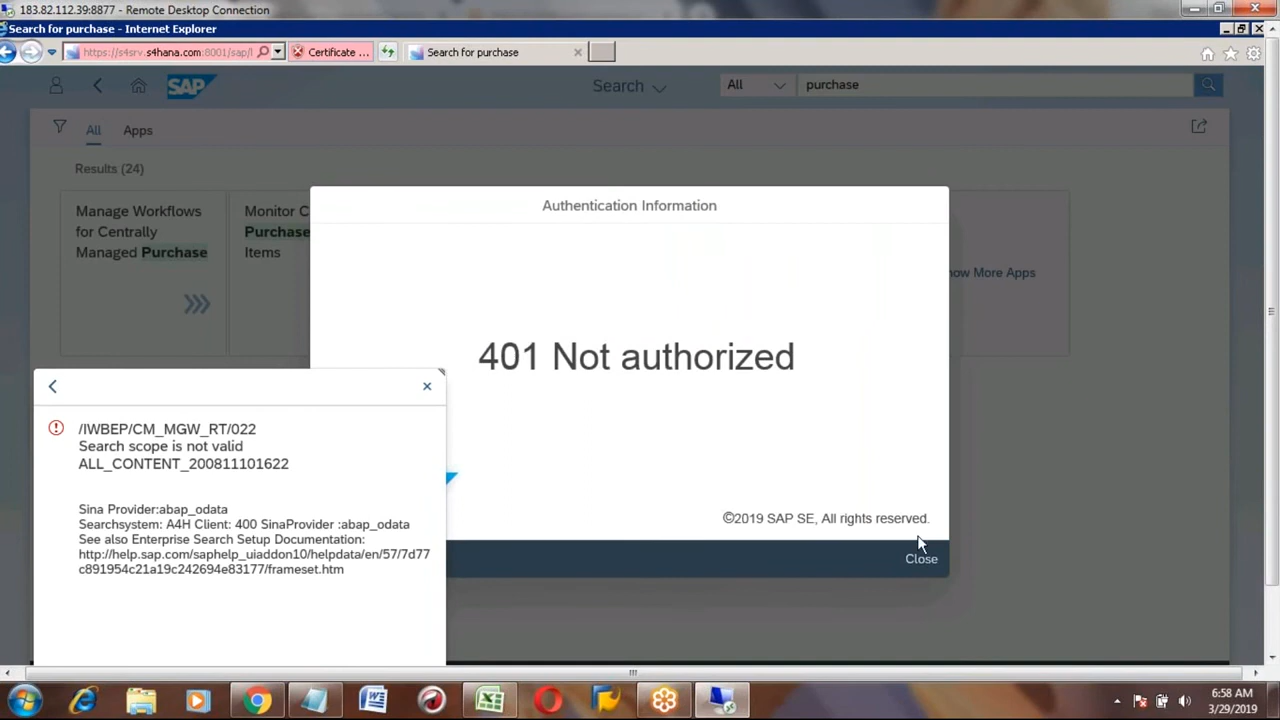 183.82.112.39:8877 - Remote Desktop Connection
Search for purchase - Internet Explorer
https://s4srv.s4hana.com:8001/sap/l
Certificate ...
Search for purchase
SAP
Search
All
purchase
All
Apps
Results (24)
Manage Workflows
for Centrally
Managed Purchase
Monitor C
Purchase
Items
how More Apps
Authentication Information
401 Not authorized
©2019 SAP SE, All rights reserved.
Close
/IWBEP/CM_MGW_RT/022
Search scope is not valid
ALL_CONTENT_200811101622
Sina Provider:abap_odata
Searchsystem: A4H Client: 400 SinaProvider :abap_odata
See also Enterprise Search Setup Documentation:
http://help.sap.com/saphelp_uiaddon10/helpdata/en/57/7d77
c891954c21a19c242694e83177/frameset.htm
6:58 AM
3/29/2019